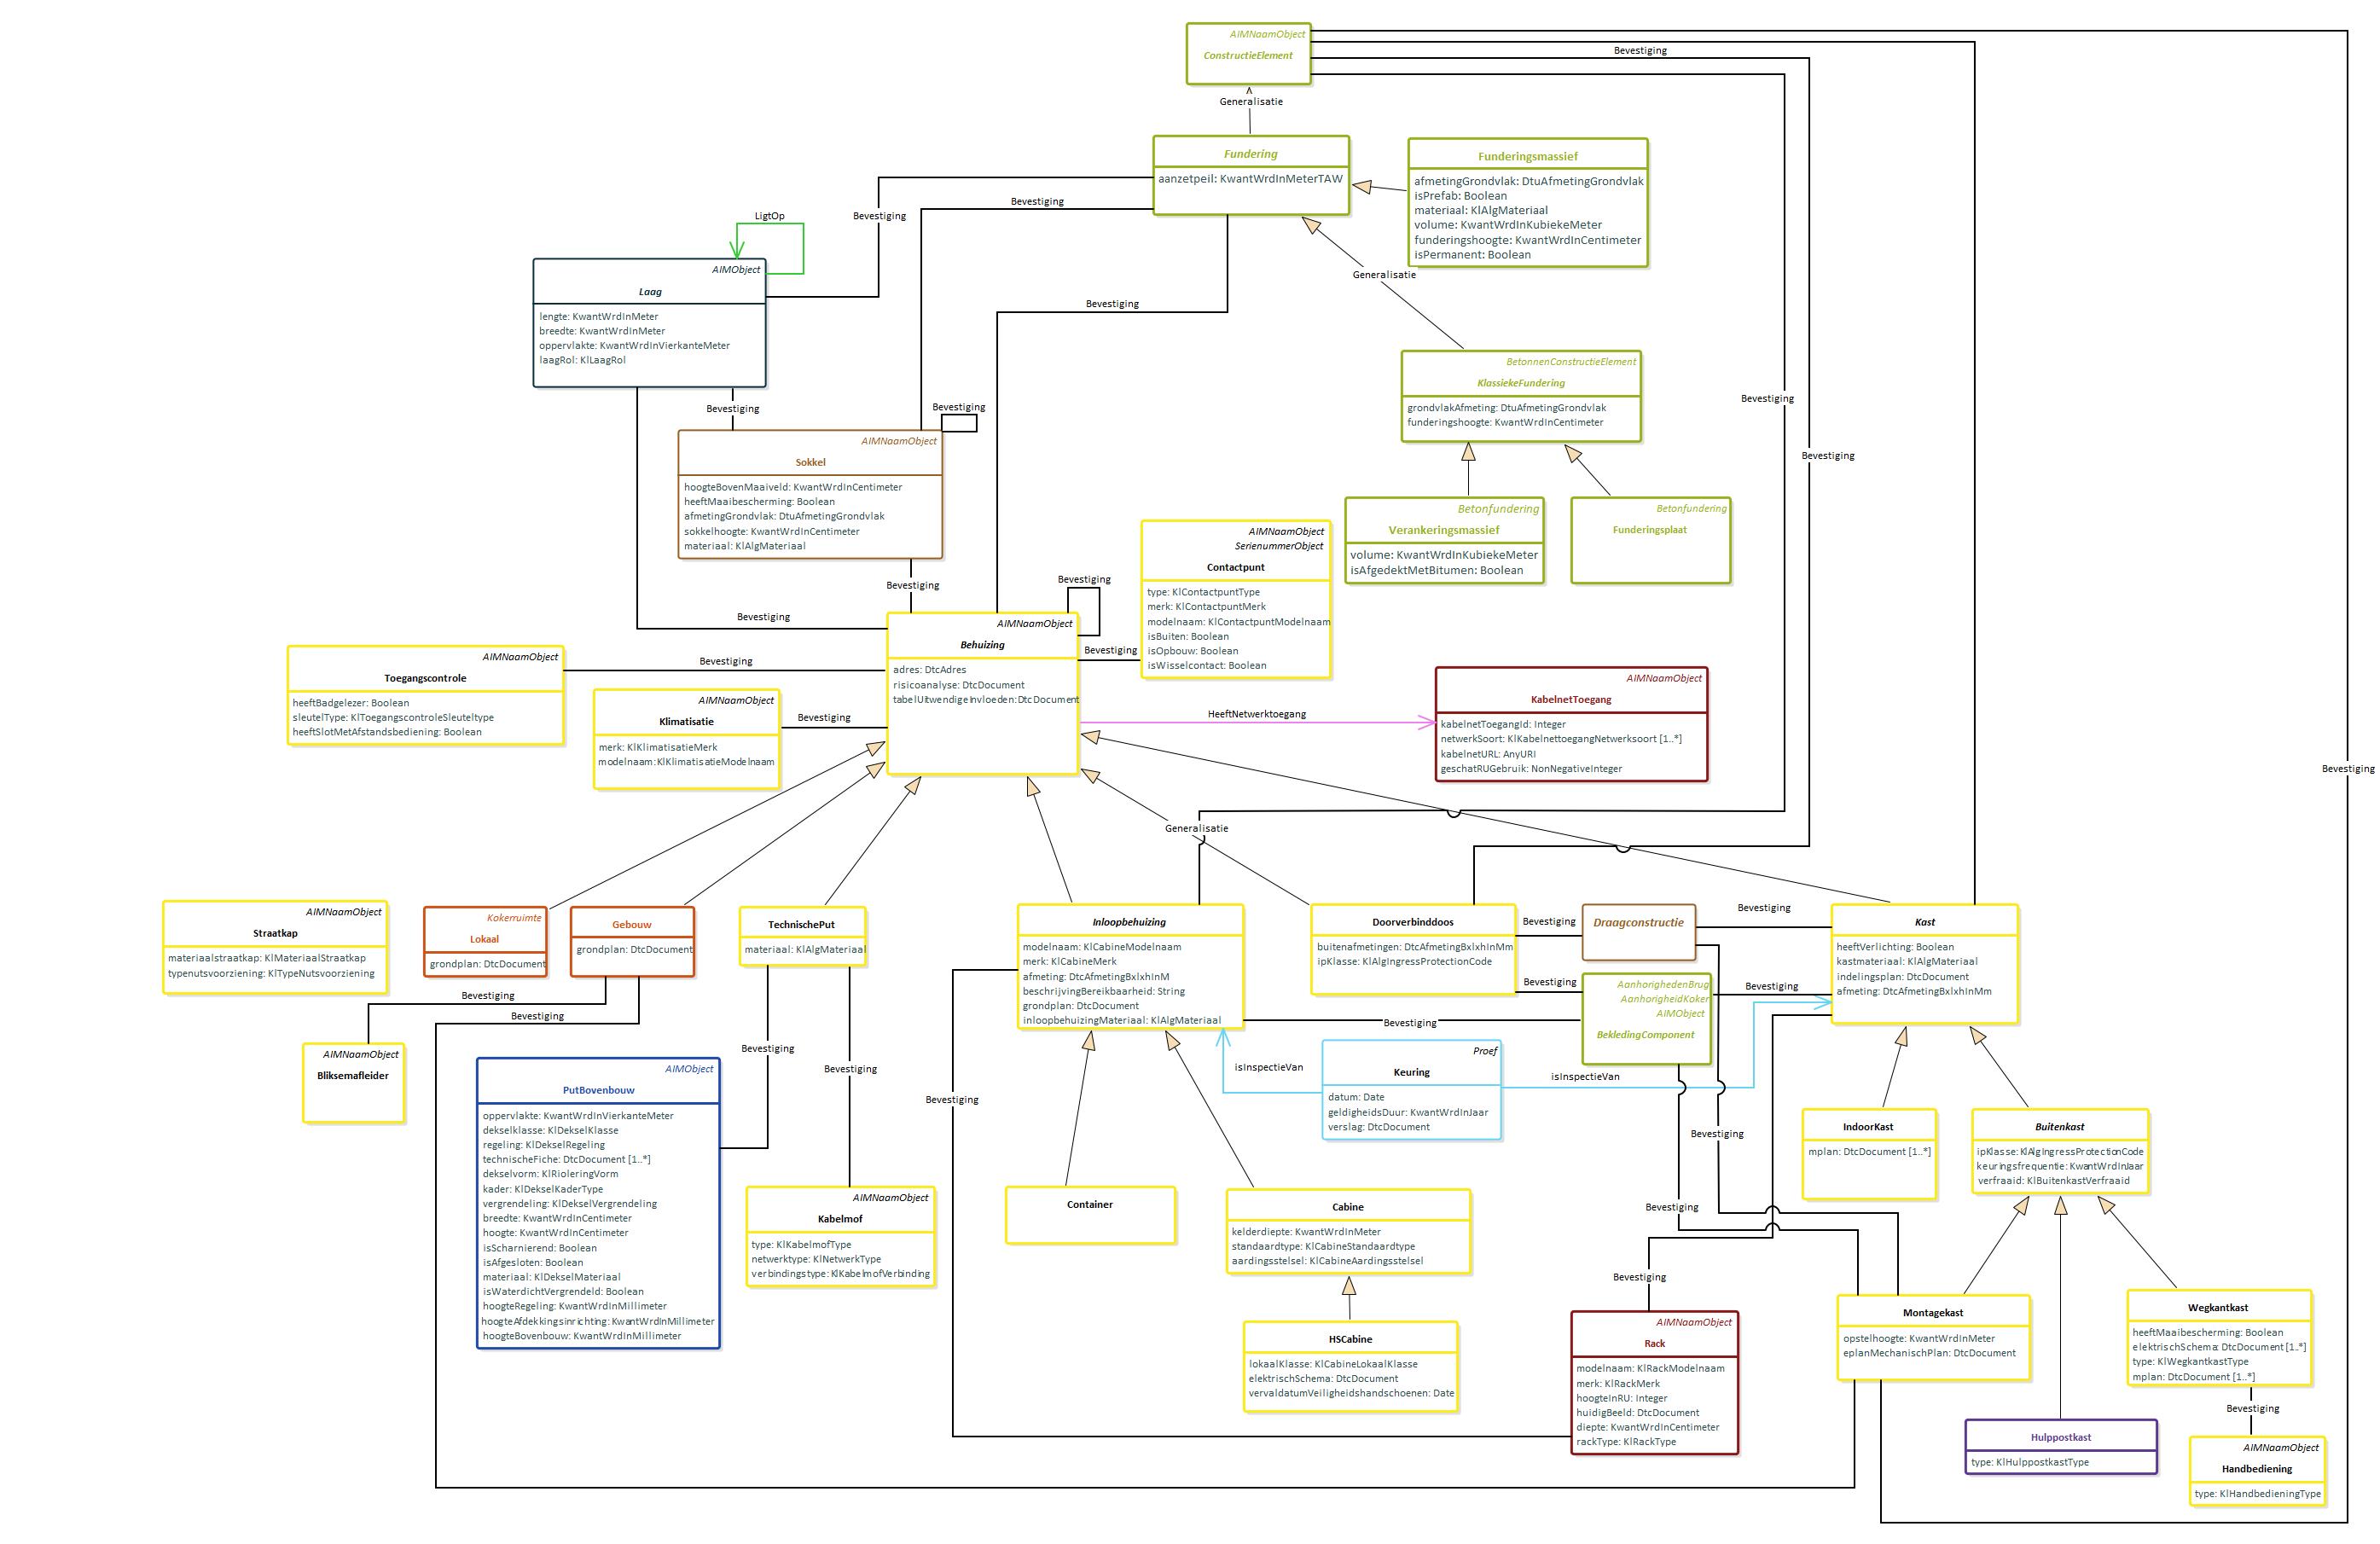 AIMNaamObject
ConstructieElement
Bevestiging
Generalisatie
Fundering
aanzetpeil: KwantWrdInMeterTAW
Funderingsmassief
afmetingGrondvlak: DtuAfmetingGrondvlak
isPrefab: Boolean
materiaal: KlAlgMateriaal
volume: KwantWrdInKubiekeMeter
funderingshoogte: KwantWrdInCentimeter
isPermanent: Boolean
Bevestiging
Bevestiging
LigtOp
Generalisatie
Bevestiging
AIMObject
Laag
lengte: KwantWrdInMeter
breedte: KwantWrdInMeter
oppervlakte: KwantWrdInVierkanteMeter
laagRol: KlLaagRol
BetonnenConstructieElement
KlassiekeFundering
grondvlakAfmeting: DtuAfmetingGrondvlak
funderingshoogte: KwantWrdInCentimeter
Bevestiging
Bevestiging
Bevestiging
Bevestiging
AIMNaamObject
Sokkel
hoogteBovenMaaiveld: KwantWrdInCentimeter
heeftMaaibescherming: Boolean
afmetingGrondvlak: DtuAfmetingGrondvlak
sokkelhoogte: KwantWrdInCentimeter
materiaal: KlAlgMateriaal
Betonfundering
Verankeringsmassief
volume: KwantWrdInKubiekeMeter
isAfgedektMetBitumen: Boolean
Betonfundering
Funderingsplaat
AIMNaamObject
SerienummerObject
Contactpunt
type: KlContactpuntType
merk: KlContactpuntMerk
modelnaam: KlContactpuntModelnaam
isBuiten: Boolean
isOpbouw: Boolean
isWisselcontact: Boolean
Bevestiging
Bevestiging
Bevestiging
Bevestiging
AIMNaamObject
Behuizing
adres: DtcAdres
risicoanalyse: DtcDocument
tabelUitwendigeInvloeden: DtcDocument
Bevestiging
AIMNaamObject
Toegangscontrole
heeftBadgelezer: Boolean
sleutelType: KlToegangscontroleSleuteltype
heeftSlotMetAfstandsbediening: Boolean
AIMNaamObject
Klimatisatie
merk: KlKlimatisatieMerk
modelnaam: KlKlimatisatieModelnaam
Bevestiging
HeeftNetwerktoegang
AIMNaamObject
KabelnetToegang
kabelnetToegangId: Integer
netwerkSoort: KlKabelnettoegangNetwerksoort [1..*]
kabelnetURL: AnyURI
geschatRUGebruik: NonNegativeInteger
Bevestiging
Generalisatie
AIMNaamObject
Straatkap
materiaalstraatkap: KlMateriaalStraatkap
typenutsvoorziening: KlTypeNutsvoorziening
Kokerruimte
Lokaal
grondplan: DtcDocument
Gebouw
grondplan: DtcDocument
TechnischePut
materiaal: KlAlgMateriaal
Inloopbehuizing
modelnaam: KlCabineModelnaam
merk: KlCabineMerk
afmeting: DtcAfmetingBxlxhInM
beschrijvingBereikbaarheid: String
grondplan: DtcDocument
inloopbehuizingMateriaal: KlAlgMateriaal
Doorverbinddoos
buitenafmetingen: DtcAfmetingBxlxhInMm
ipKlasse: KlAlgIngressProtectionCode
Bevestiging
Draagconstructie
Bevestiging
Kast
heeftVerlichting: Boolean
kastmateriaal: KlAlgMateriaal
indelingsplan: DtcDocument
afmeting: DtcAfmetingBxlxhInMm
Bevestiging
AanhorighedenBrug
AanhorigheidKoker
AIMObject
BekledingComponent
Bevestiging
Bevestiging
Bevestiging
Bevestiging
AIMNaamObject
Bliksemafleider
Bevestiging
Bevestiging
Bevestiging
isInspectieVan
Proef
Keuring
datum: Date
geldigheidsDuur: KwantWrdInJaar
verslag: DtcDocument
isInspectieVan
Bevestiging
AIMObject
PutBovenbouw
oppervlakte: KwantWrdInVierkanteMeter
dekselklasse: KlDekselKlasse
regeling: KlDekselRegeling
technischeFiche: DtcDocument [1..*]
dekselvorm: KlRioleringVorm
kader: KlDekselKaderType
vergrendeling: KlDekselVergrendeling
breedte: KwantWrdInCentimeter
hoogte: KwantWrdInCentimeter
isScharnierend: Boolean
isAfgesloten: Boolean
materiaal: KlDekselMateriaal
isWaterdichtVergrendeld: Boolean
hoogteRegeling: KwantWrdInMillimeter
hoogteAfdekkingsinrichting: KwantWrdInMillimeter
hoogteBovenbouw: KwantWrdInMillimeter
IndoorKast
mplan: DtcDocument [1..*]
Buitenkast
ipKlasse: KlAlgIngressProtectionCode
keuringsfrequentie: KwantWrdInJaar
verfraaid: KlBuitenkastVerfraaid
AIMNaamObject
Kabelmof
type: KlKabelmofType
netwerktype: KlNetwerkType
verbindingstype: KlKabelmofVerbinding
Container
Cabine
kelderdiepte: KwantWrdInMeter
standaardtype: KlCabineStandaardtype
aardingsstelsel: KlCabineAardingsstelsel
Bevestiging
Bevestiging
HSCabine
lokaalKlasse: KlCabineLokaalKlasse
elektrischSchema: DtcDocument
vervaldatumVeiligheidshandschoenen: Date
AIMNaamObject
Rack
modelnaam: KlRackModelnaam
merk: KlRackMerk
hoogteInRU: Integer
huidigBeeld: DtcDocument
diepte: KwantWrdInCentimeter
rackType: KlRackType
Montagekast
opstelhoogte: KwantWrdInMeter
eplanMechanischPlan: DtcDocument
Wegkantkast
heeftMaaibescherming: Boolean
elektrischSchema: DtcDocument [1..*]
type: KlWegkantkastType
mplan: DtcDocument [1..*]
Bevestiging
Hulppostkast
type: KlHulppostkastType
AIMNaamObject
Handbediening
type: KlHandbedieningType